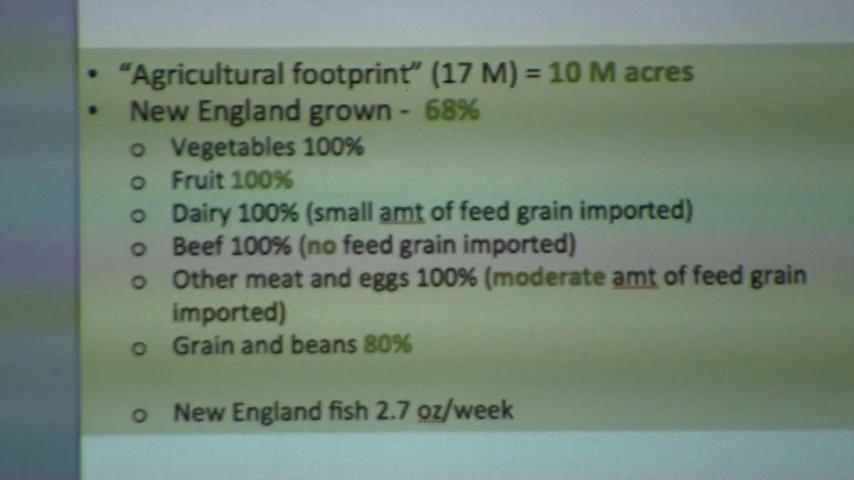 • “Agricultural footprint” (17 M) = 10 M acres
• New England grown - 68%
o Vegetables 100%
o Fruit 100%
o Dairy 100% (small amt of feed grain imported)
o Beef 100% (no feed grain imported)
o Other meat and eggs 100% (moderate amt of feed grain
imported)
o Grain and beans 80%
o New England fish 2.7 oz/week